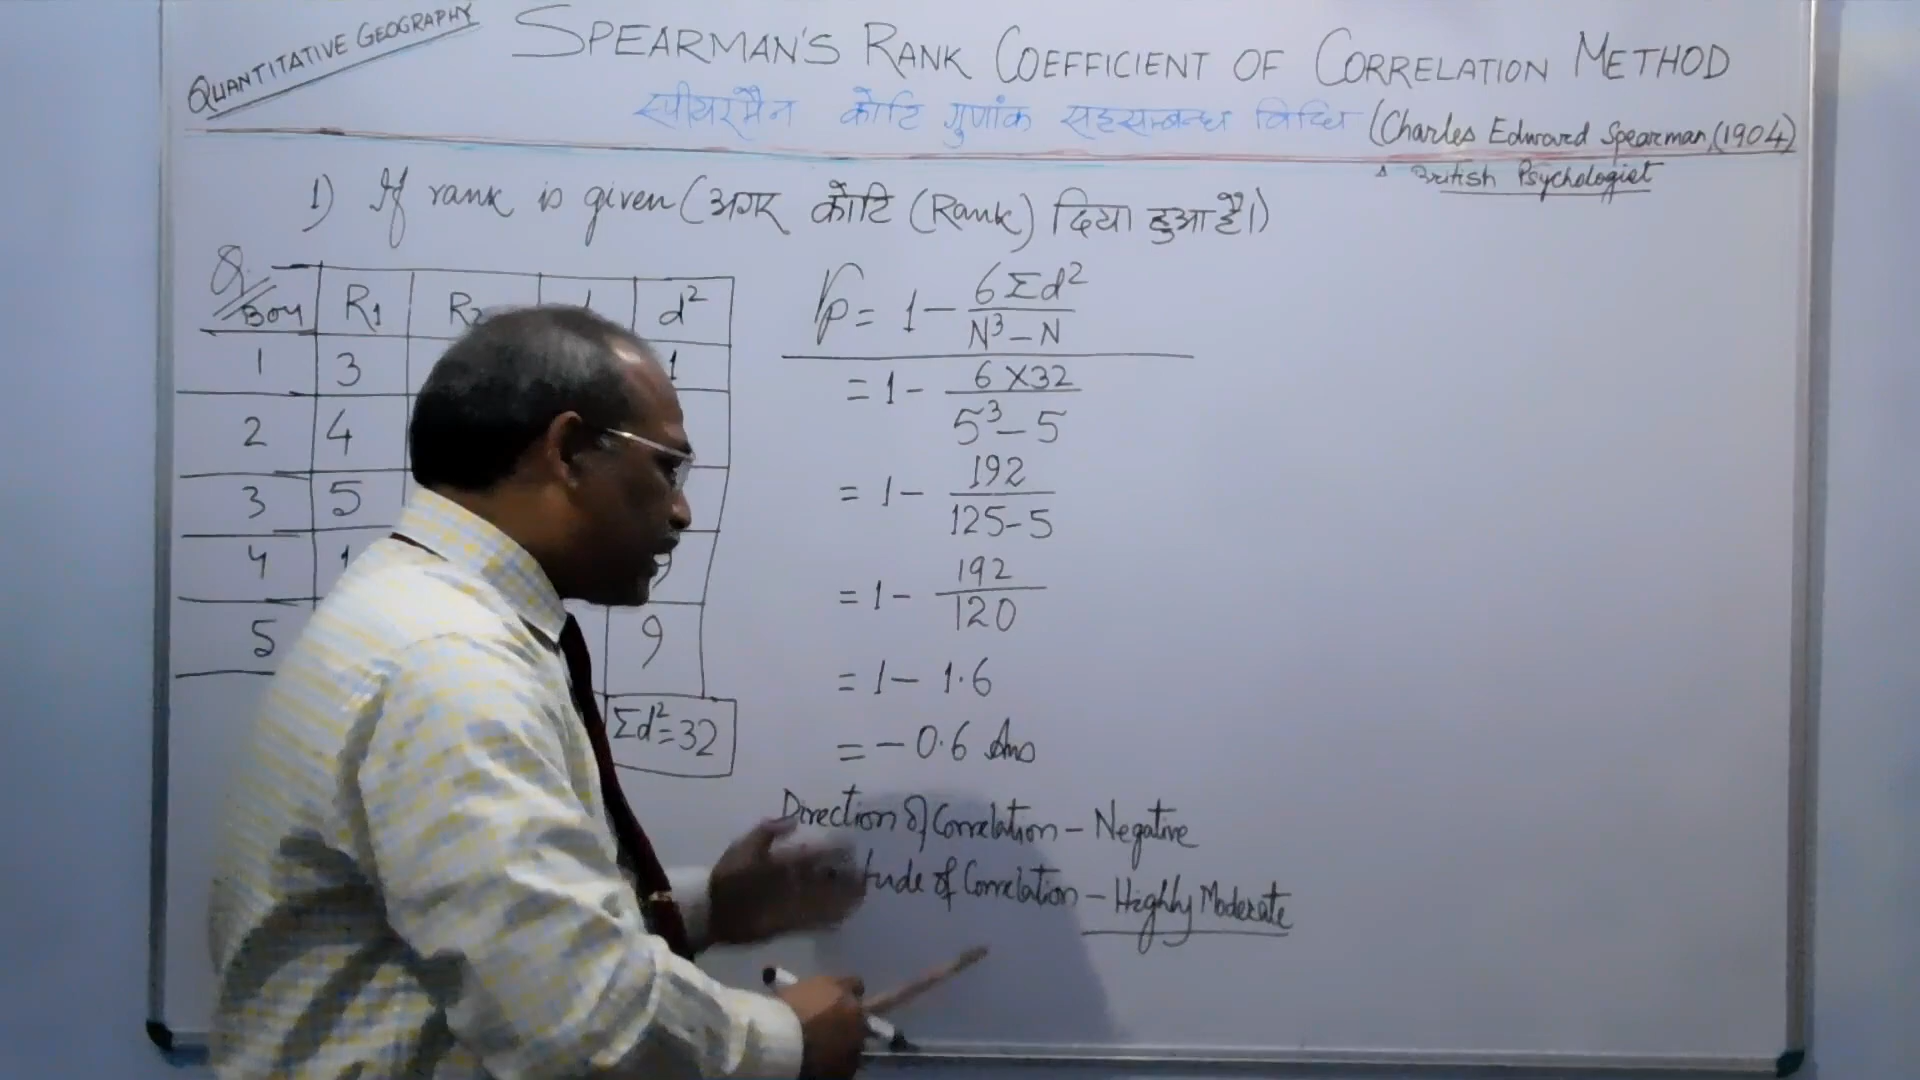 QUANTITATIVE GEOGRAPHY
SPEARMAN'S RANK COEFFICIENT OF CORRELATION METHOD
स्पीयरमैन कोटि गुणांक सहसम्बन्ध विधि (Charles Edward Spearman,(1904)
British Psychologist
1) If rank is given (अगर कोटि (Rank) दिया हुआ है।)
Q.
Boy R1 R2 d²
1 3 1
2 4
3 5
4 1 9
5 9
Σd²=32
rp = 1 - 6Σd² / N³ - N
= 1 - 6×32 / 5³ - 5
= 1 - 192 / 125-5
= 1 - 192 / 120
= 1 - 1.6
= - 0.6 Ans
Direction of Correlation - Negative
tude of Correlation - Highly Moderate